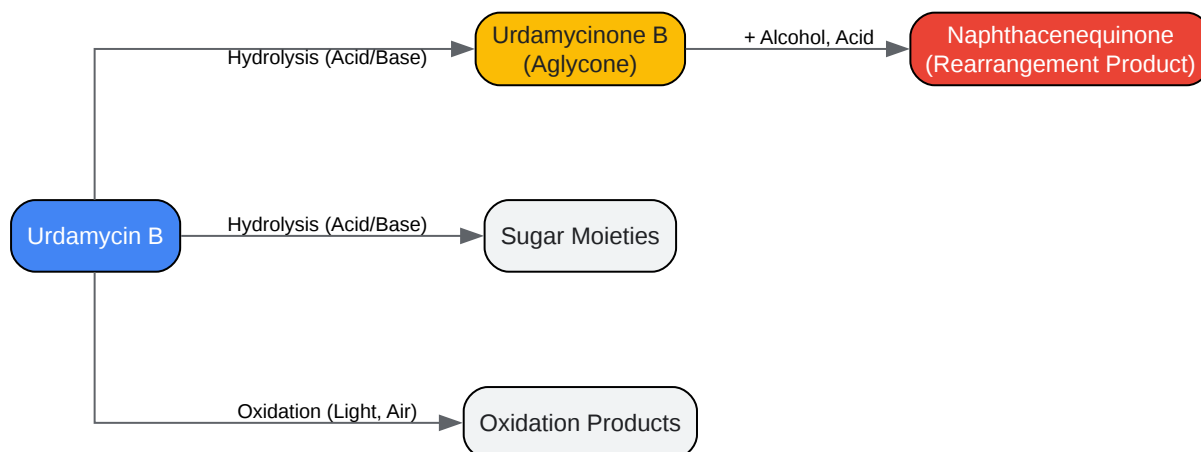 Urdamycinone B
(Aglycone)
+ Alcohol, Acid
Naphthacenequinone
(Rearrangement Product)
Hydrolysis (Acid/Base)
Urdamycin B
Hydrolysis (Acid/Base)
Sugar Moieties
Oxidation (Light, Air)
Oxidation Products